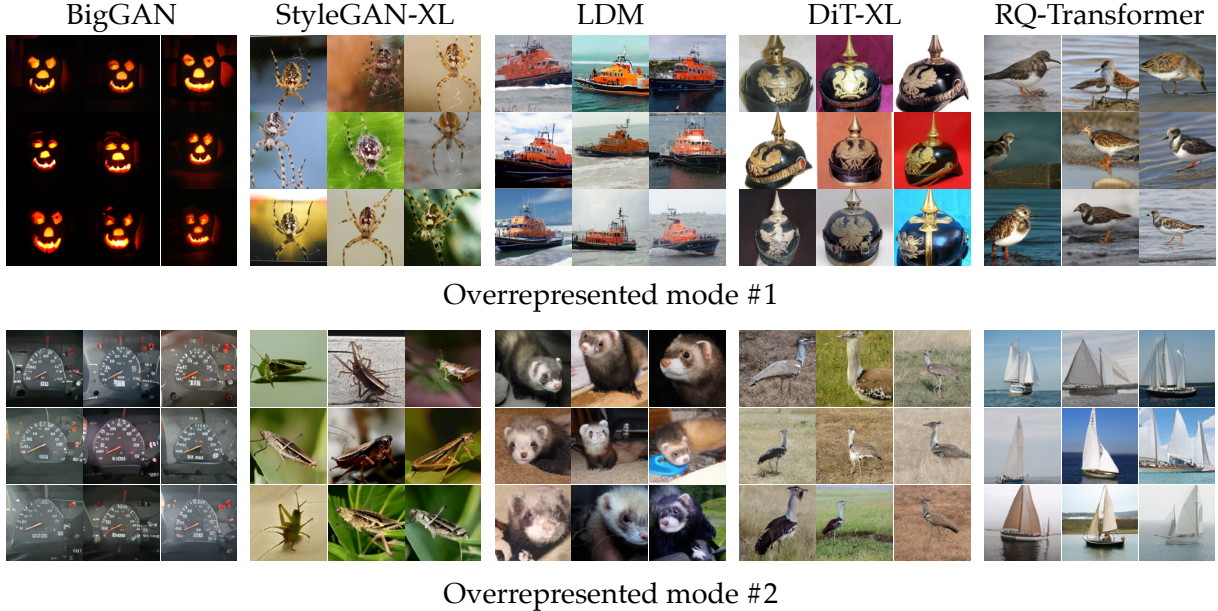 BigGAN StyleGAN-XL LDM DiT-XL RQ-Transformer
Overrepresented mode #1
Overrepresented mode #2